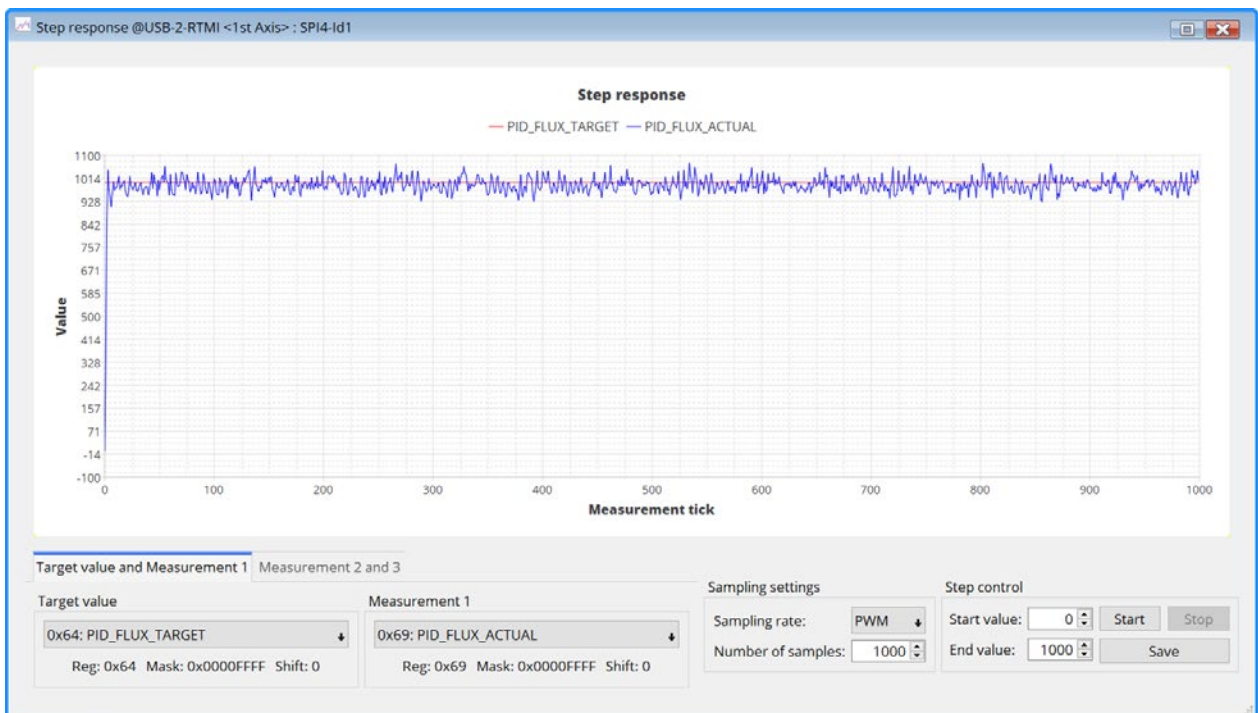 Step response @USB-2-RTMI <1st Axis> : SPI4-Id1
Step response
PID_FLUX_TARGET PID_FLUX_ACTUAL
1100
1014
928
842
757
671
585
500
414
328
242
157
71
-14
-100
Value
0 100 200 300 400 500 600 700 800 900 1000
Measurement tick
Target value and Measurement 1 Measurement 2 and 3
Target value
0x64: PID_FLUX_TARGET
Reg: 0x64 Mask: 0x0000FFFF Shift: 0
Measurement 1
0x69: PID_FLUX_ACTUAL
Reg: 0x69 Mask: 0x0000FFFF Shift: 0
Sampling settings
Sampling rate: PWM
Number of samples: 1000
Step control
Start value: 0 Start Stop
End value: 1000 Save